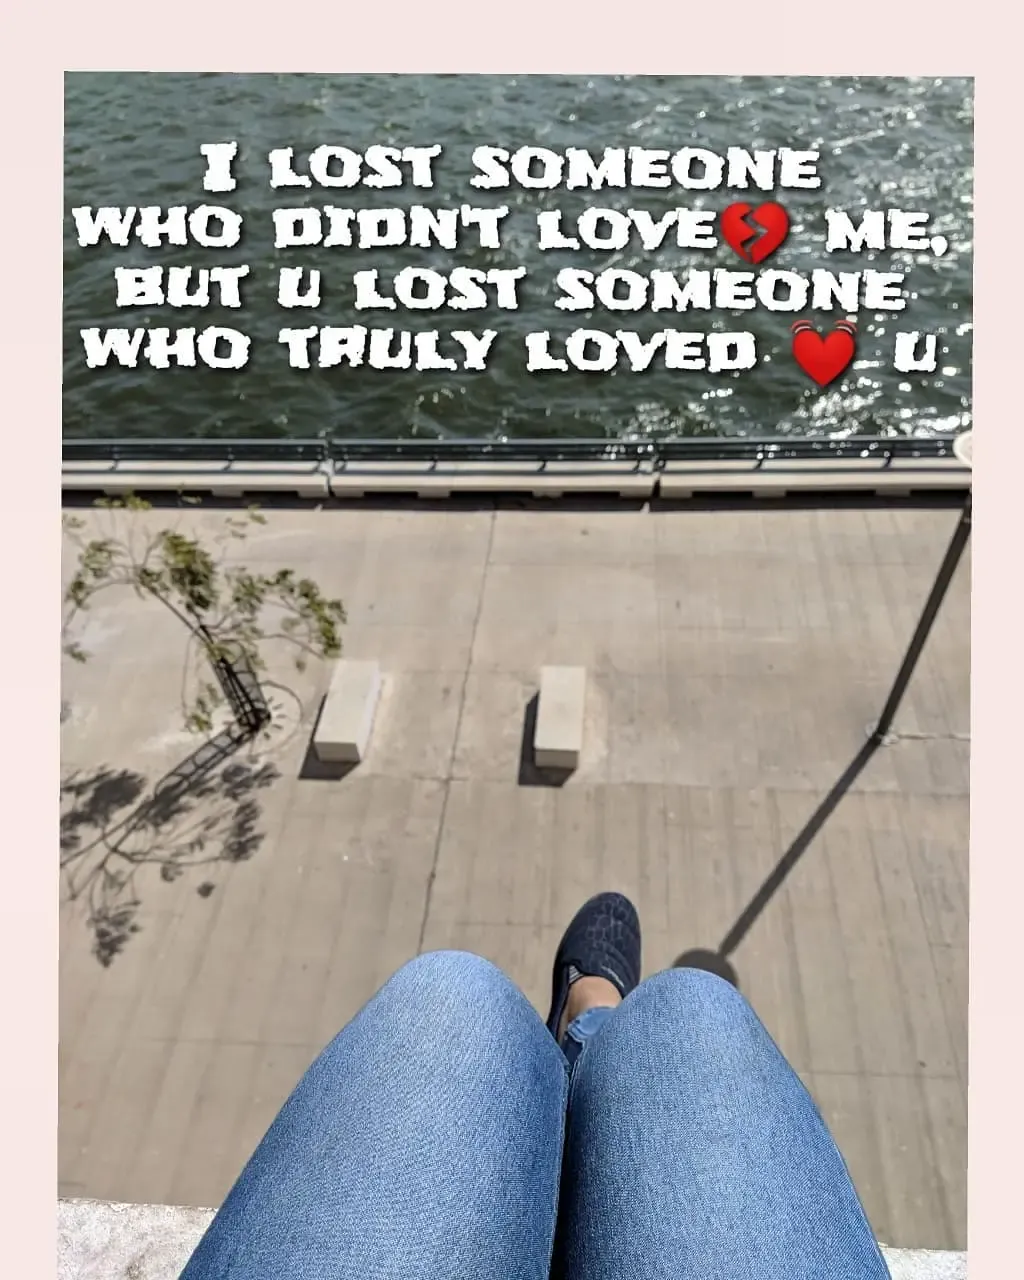 I LOST SOMEONE
WHO DIDN'T LOVE💔 ME,
BUT U LOST SOMEONE
WHO TRULY LOVED 💓 U